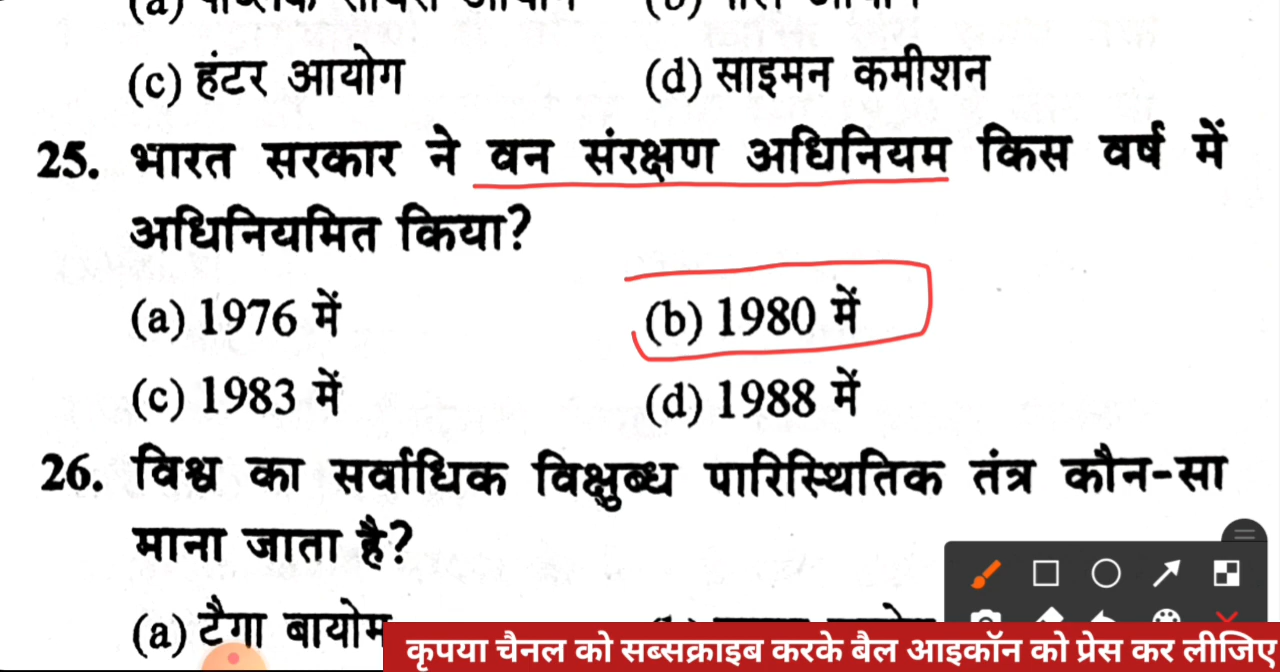 (c) हंटर आयोग (d) साइमन कमीशन
25. भारत सरकार ने वन संरक्षण अधिनियम किस वर्ष में
अधिनियमित किया?
(a) 1976 में (b) 1980 में
(c) 1983 में (d) 1988 में
26. विश्व का सर्वाधिक विक्षुब्ध पारिस्थितिक तंत्र कौन-सा
माना जाता है?
(a) टैगा बायोम
कृपया चैनल को सब्सक्राइब करके बैल आइकॉन को प्रेस कर लीजिए